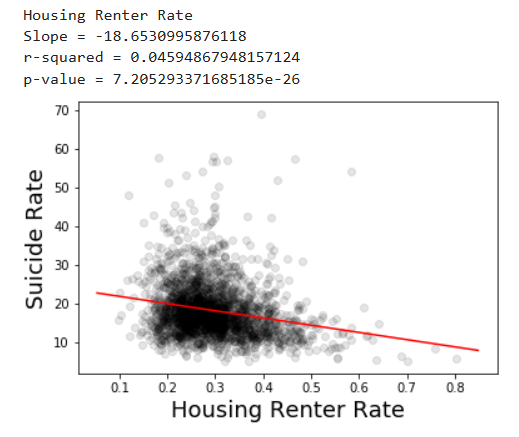 Housing Renter Rate
Slope = -18.6530995876118
r-squared = 0.04594867948157124
p-value = 7.205293371685185e-26
70
60
50
40
30
20
10
Suicide Rate
0.1 0.2 0.3 0.4 0.5 0.6 0.7 0.8
Housing Renter Rate